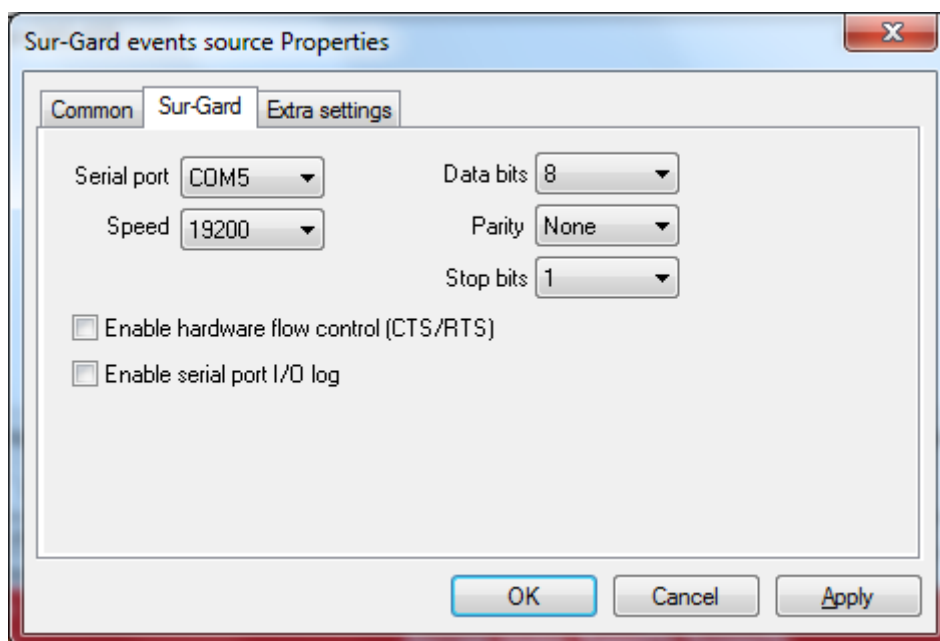 Sur-Gard events source Properties
Common Sur-Gard Extra settings
Serial port COM5 Data bits 8
Speed 19200 Parity None
Stop bits 1
Enable hardware flow control (CTS/RTS)
Enable serial port I/O log
OK Cancel Apply